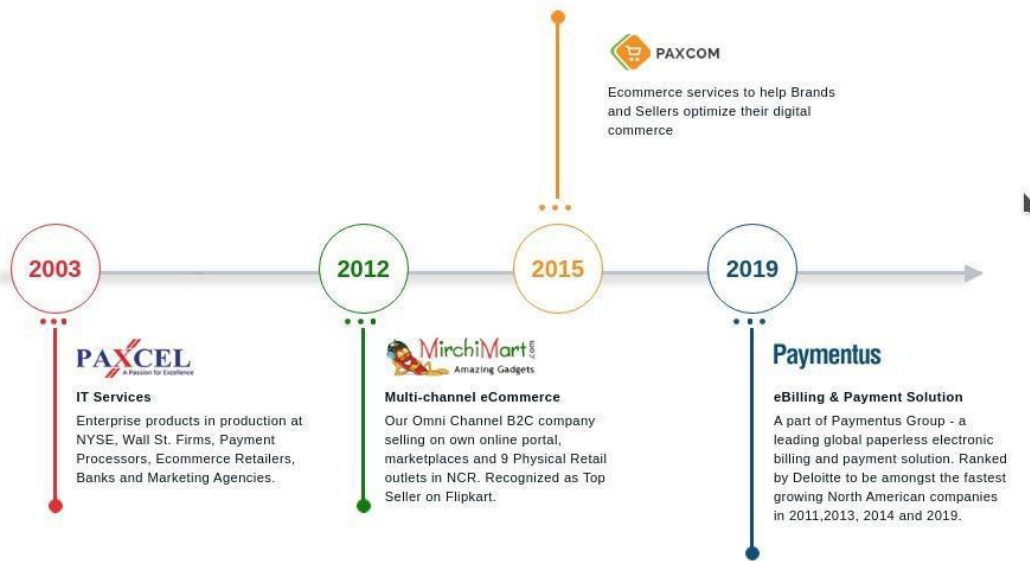 PAXCOM
Ecommerce services to help Brands
and Sellers optimize their digital
commerce
2003
2012
2015
2019
PAXCEL
A Passion for Excellence
IT Services
Enterprise products in production at
NYSE, Wall St. Firms, Payment
Processors, Ecommerce Retailers,
Banks and Marketing Agencies.
MirchiMart.com
Amazing Gadgets
Multi-channel eCommerce
Our Omni Channel B2C company
selling on own online portal,
marketplaces and 9 Physical Retail
outlets in NCR. Recognized as Top
Seller on Flipkart.
Paymentus
eBilling & Payment Solution
A part of Paymentus Group - a
leading global paperless electronic
billing and payment solution. Ranked
by Deloitte to be amongst the fastest
growing North American companies
in 2011,2013, 2014 and 2019.